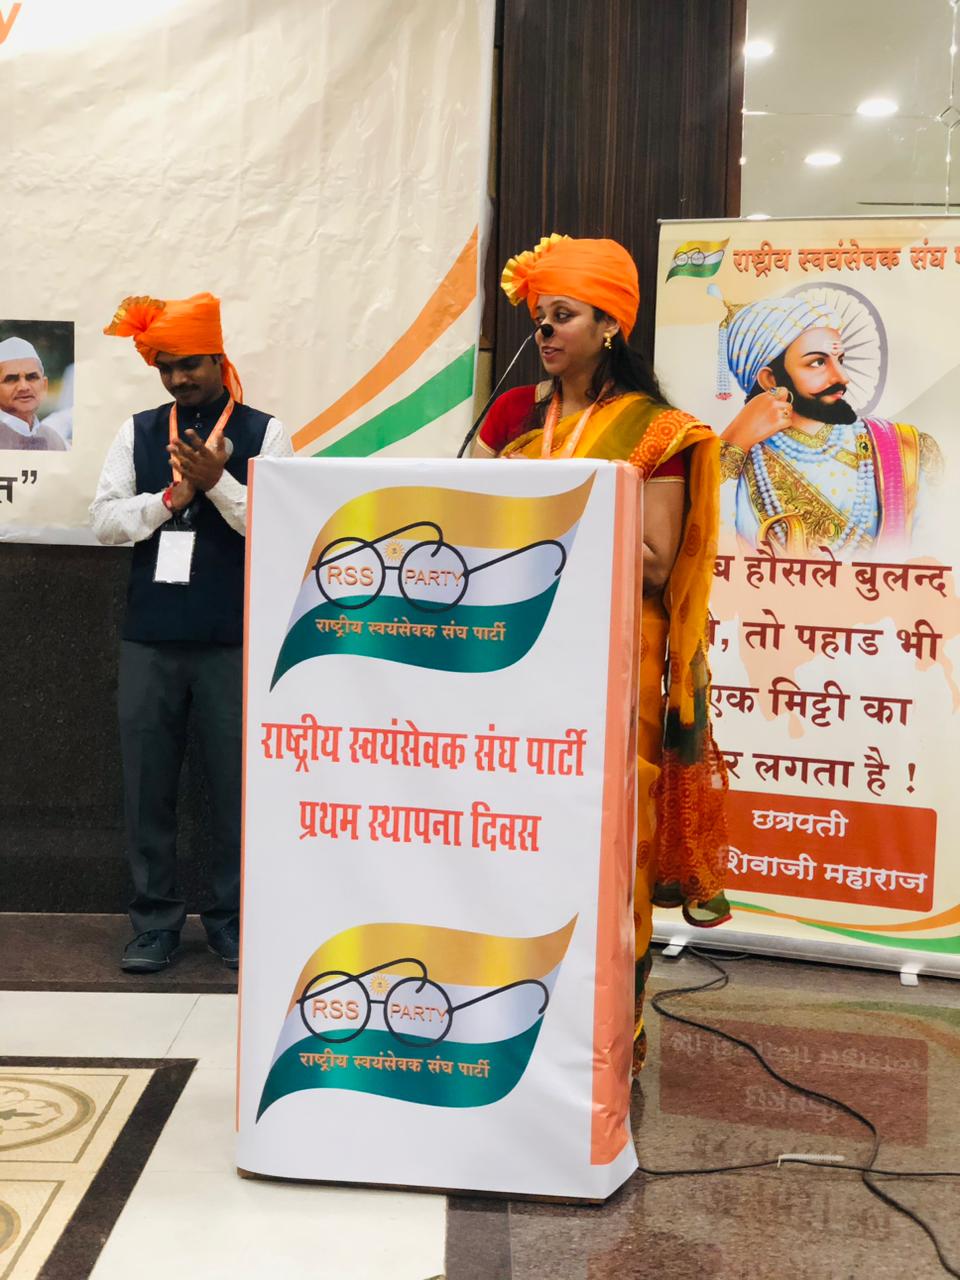 y
त”
RSS PARTY
राष्ट्रीय स्वयंसेवक संघ पार्टी
राष्ट्रीय स्वयंसेवक संघ पार्टी
प्रथम स्थापना दिवस
RSS PARTY
राष्ट्रीय स्वयंसेवक संघ पार्टी
राष्ट्रीय स्वयंसेवक संघ
हौसले बुलन्द
, तो पहाड भी
एक मिट्टी का
लगता है !
छत्रपती
शिवाजी महाराज